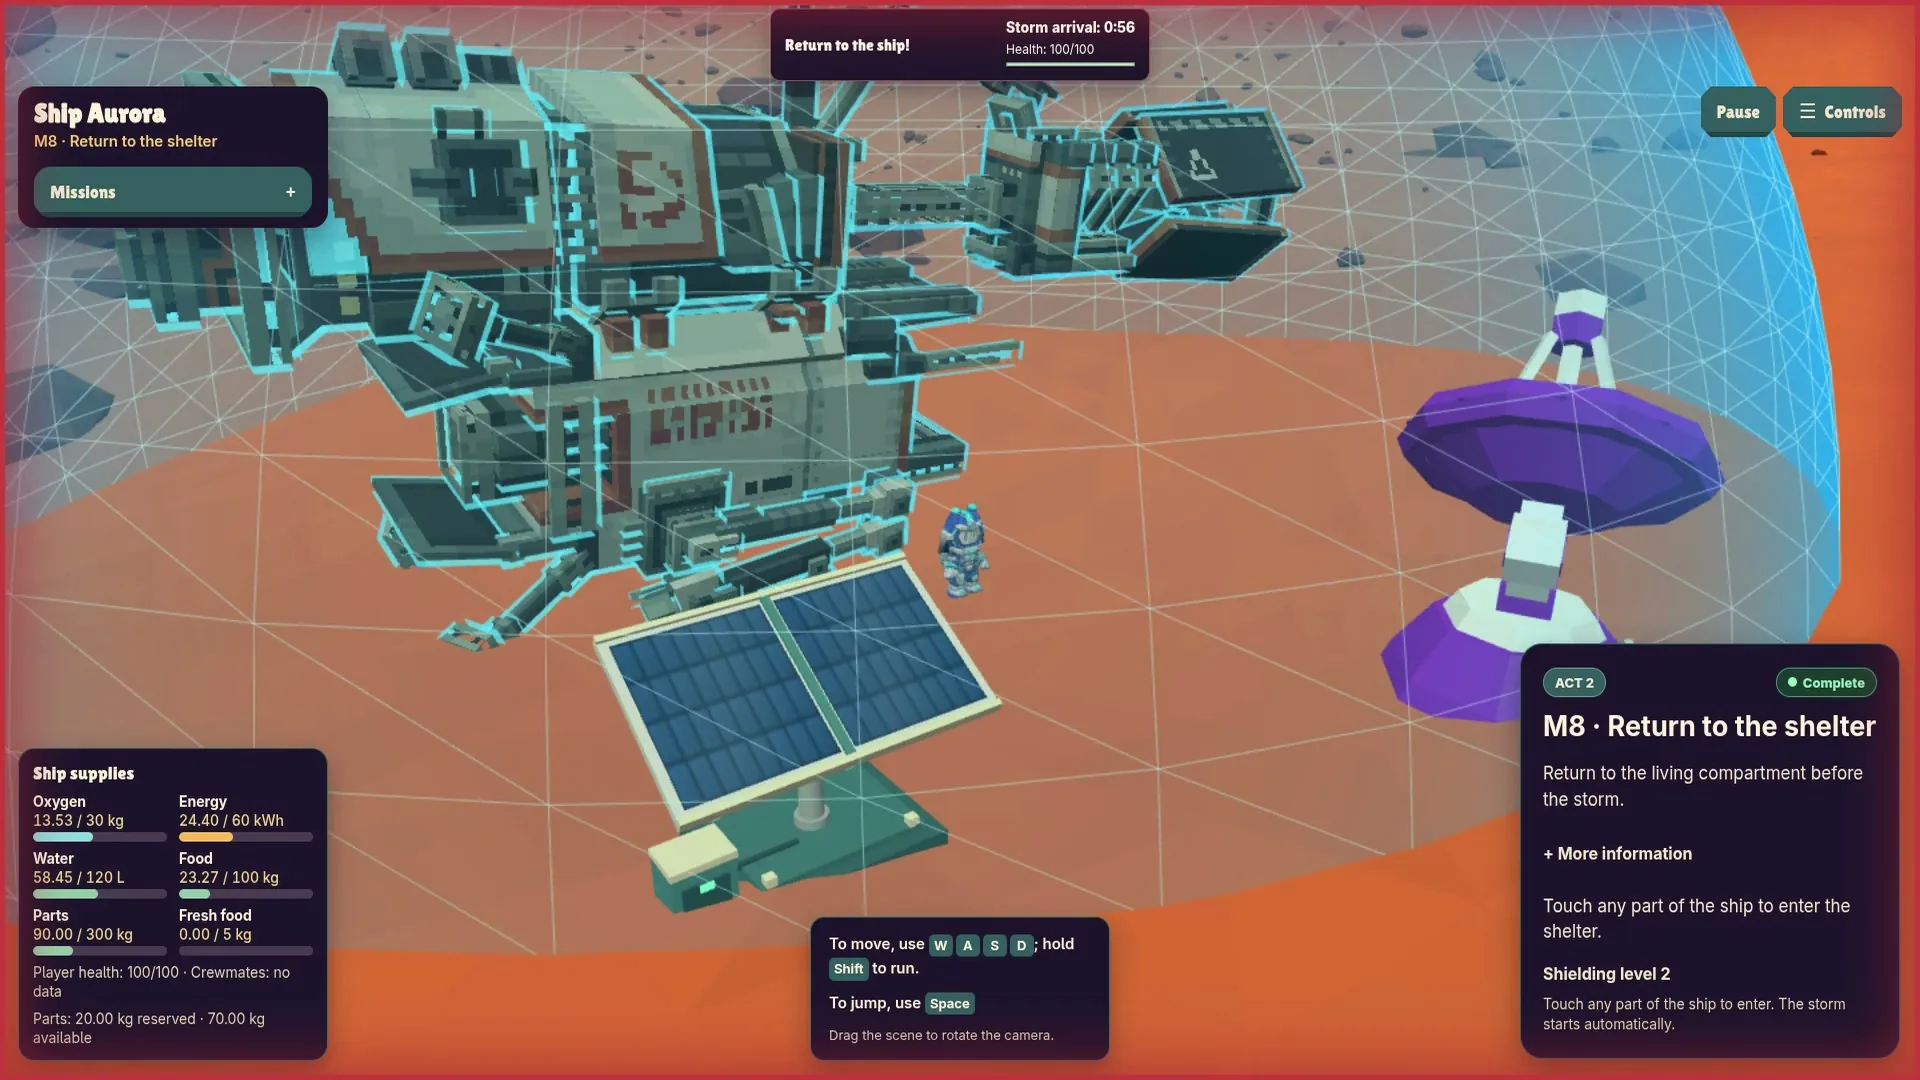 Return to the ship!
Storm arrival: 0:56
Health: 100/100
Ship Aurora
M8 · Return to the shelter
Missions +
Pause
☰ Controls
Ship supplies
Oxygen
13.53 / 30 kg
Energy
24.40 / 60 kWh
Water
58.45 / 120 L
Food
23.27 / 100 kg
Parts
90.00 / 300 kg
Fresh food
0.00 / 5 kg
Player health: 100/100 · Crewmates: no
data
Parts: 20.00 kg reserved · 70.00 kg
available
To move, use W A S D; hold
Shift to run.
To jump, use Space
Drag the scene to rotate the camera.
ACT 2
Complete
M8 · Return to the shelter
Return to the living compartment before
the storm.
+ More information
Touch any part of the ship to enter the
shelter.
Shielding level 2
Touch any part of the ship to enter. The storm
starts automatically.